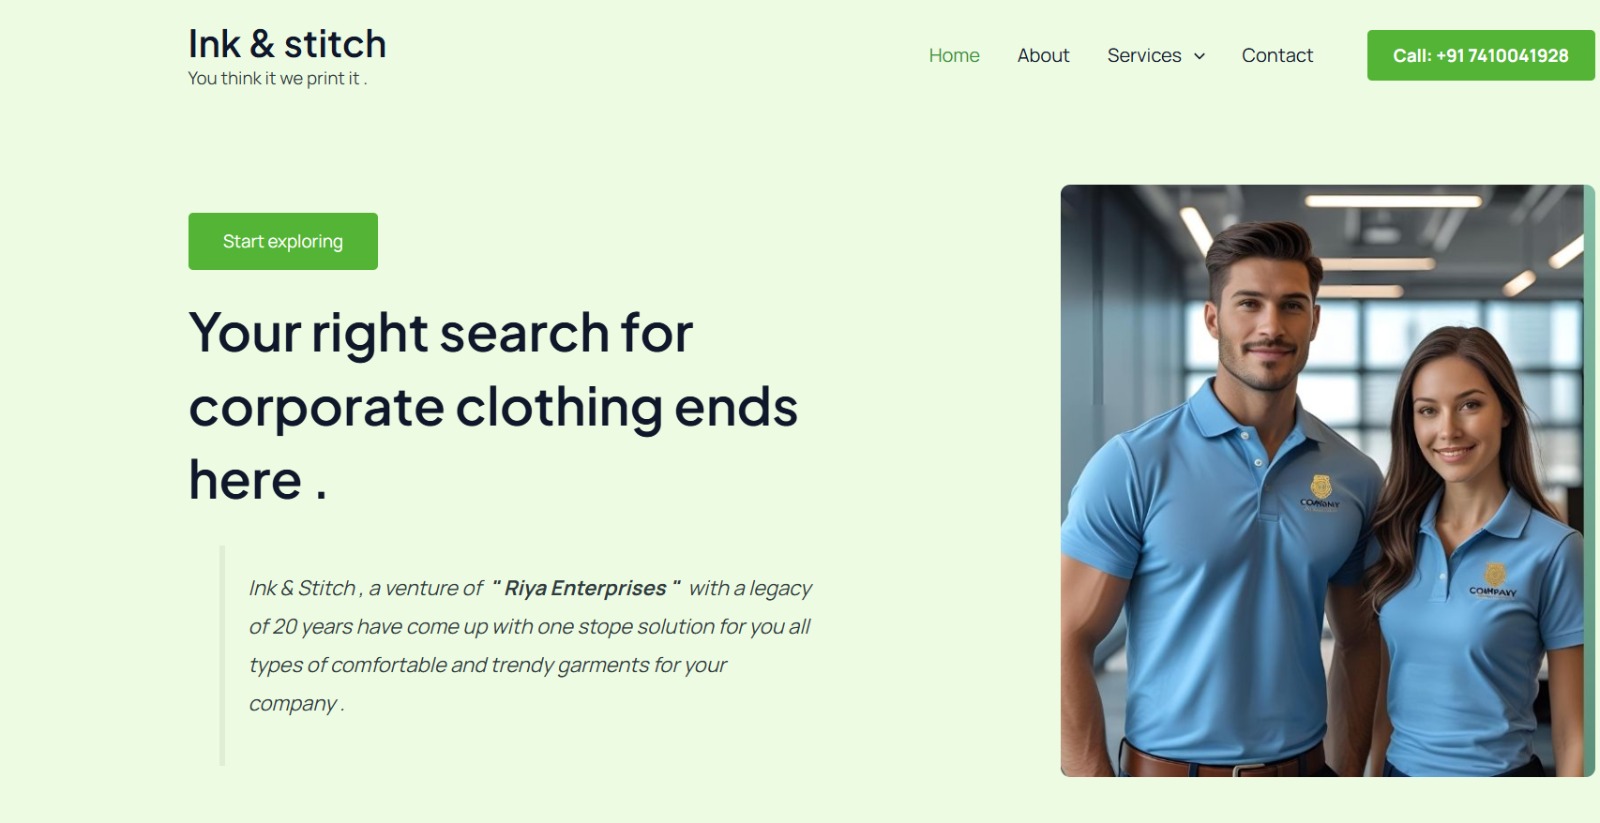 Ink & stitch
You think it we print it .
Home About Services Contact Call: +91 7410041928
Start exploring
Your right search for
corporate clothing ends
here .
Ink & Stitch , a venture of " Riya Enterprises " with a legacy
of 20 years have come up with one stope solution for you all
types of comfortable and trendy garments for your
company .